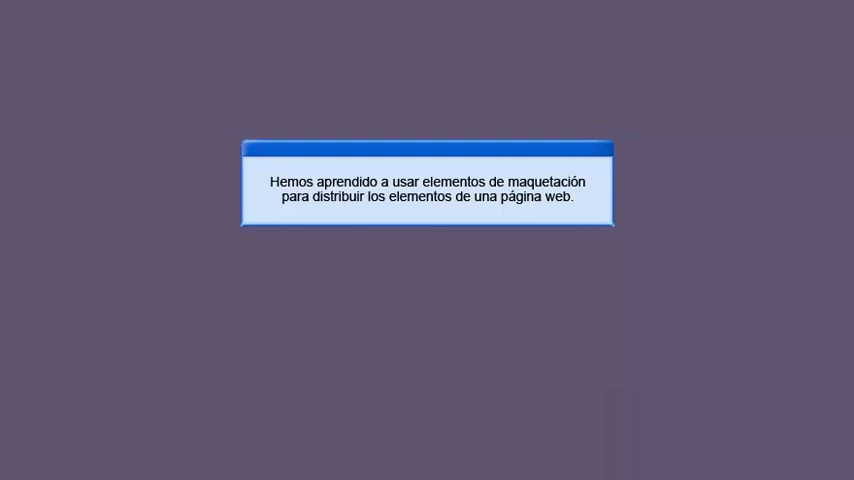 Hemos aprendido a usar elementos de maquetación
para distribuir los elementos de una página web.